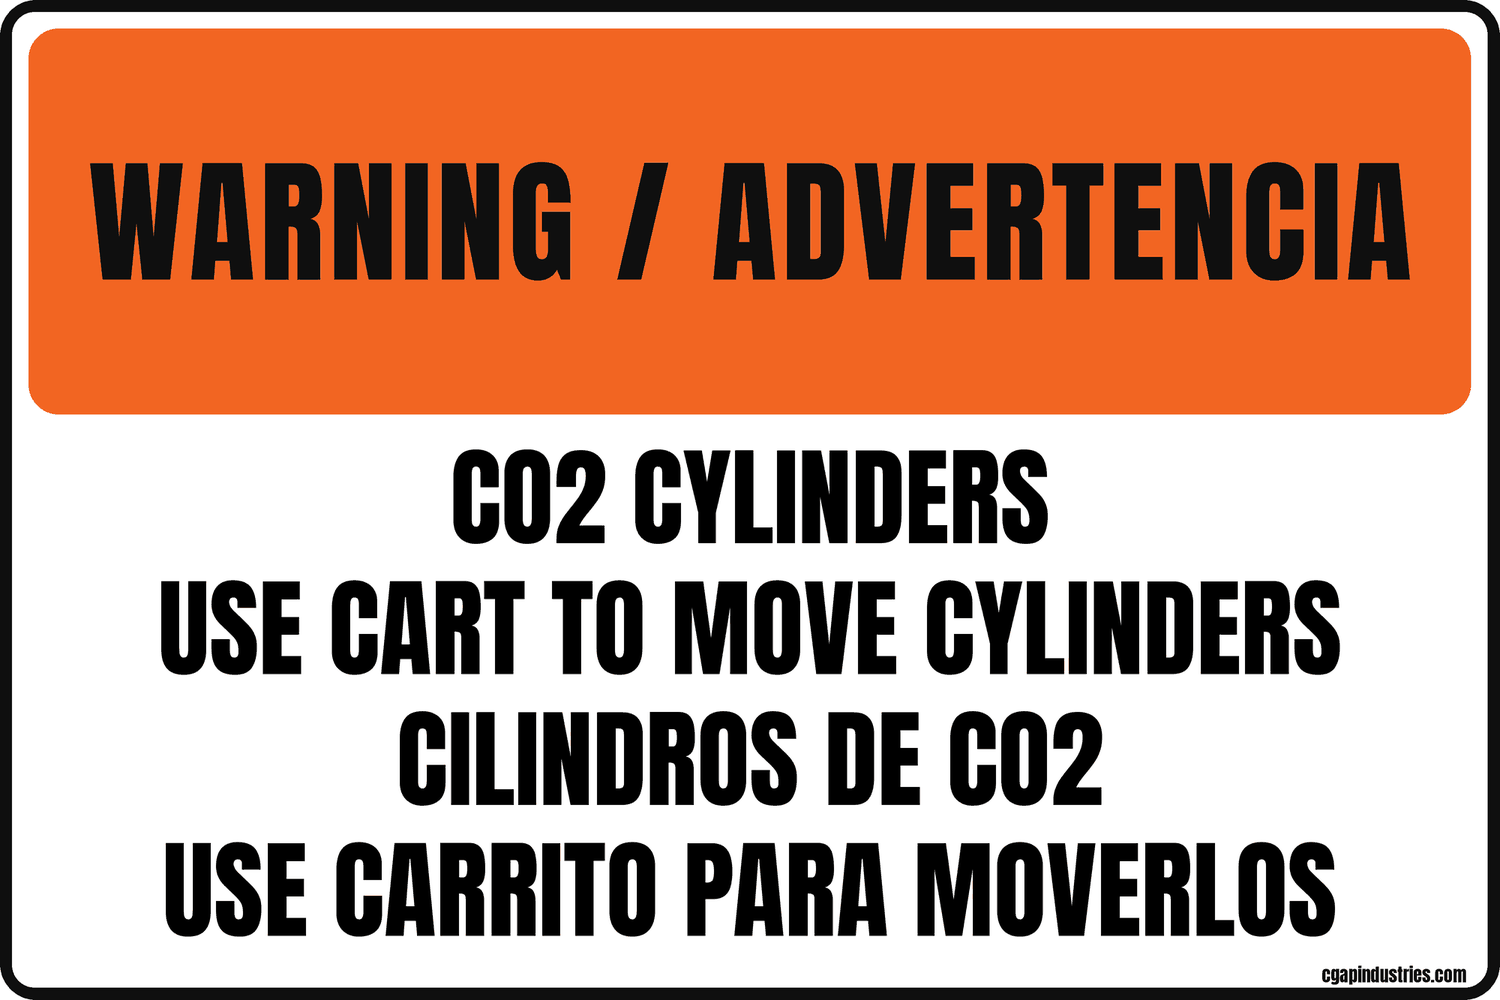 WARNING / ADVERTENCIA
CO2 CYLINDERS
USE CART TO MOVE CYLINDERS
CILINDROS DE CO2
USE CARRITO PARA MOVERLOS
cgapindustries.com